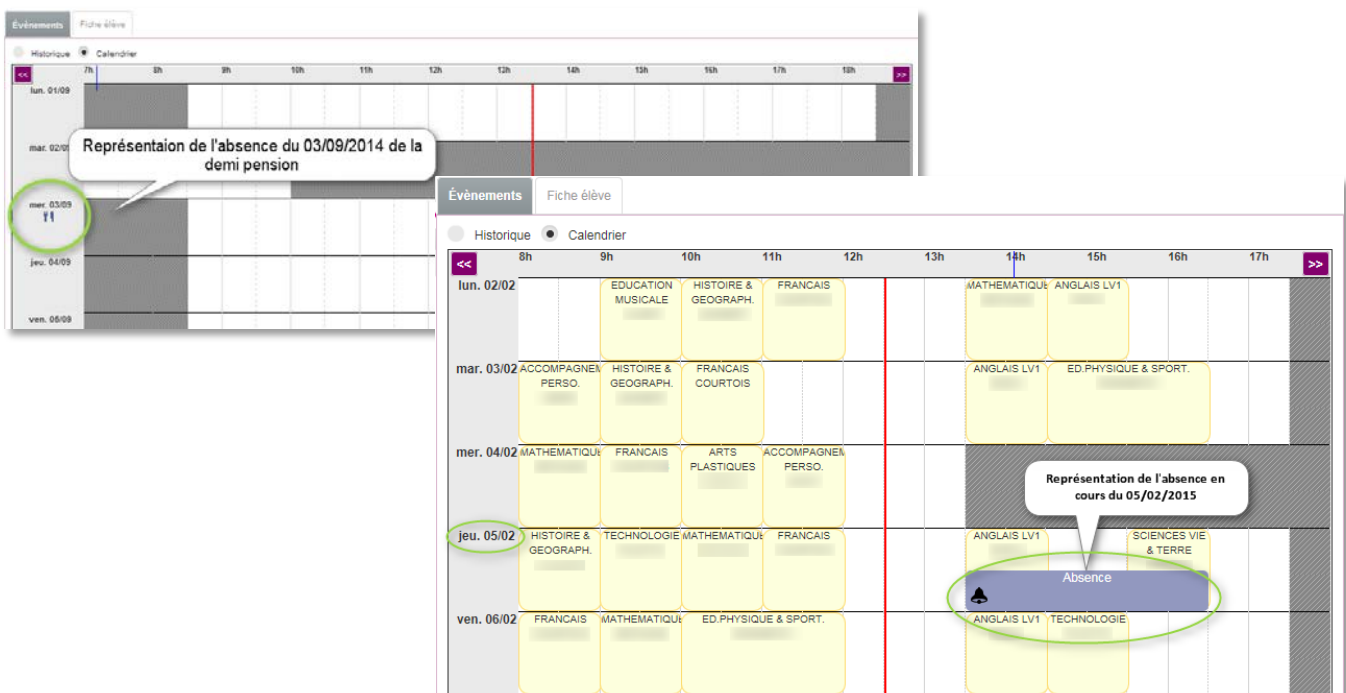 Évènements Fiche élève
Historique Calendrier
<< 7h 8h 9h 10h 11h 12h 13h 14h 15h 16h 17h 18h >>
lun. 01/09
mar. 02/09
Représentaion de l'absence du 03/09/2014 de la
demi pension
mer. 03/09
jeu. 04/09
ven. 05/09
Évènements Fiche élève
Historique Calendrier
<< 8h 9h 10h 11h 12h 13h 14h 15h 16h 17h >>
lun. 02/02 EDUCATION HISTOIRE & FRANCAIS MATHEMATIQUE ANGLAIS LV1
MUSICALE GEOGRAPH.
mar. 03/02 ACCOMPAGNEM HISTOIRE & FRANCAIS ANGLAIS LV1 ED.PHYSIQUE & SPORT.
PERSO. GEOGRAPH. COURTOIS
mer. 04/02 MATHEMATIQUE FRANCAIS ARTS ACCOMPAGNEM
PLASTIQUES PERSO.
Représentation de l'absence en
cours du 05/02/2015
jeu. 05/02 HISTOIRE & TECHNOLOGIE MATHEMATIQUE FRANCAIS ANGLAIS LV1 SCIENCES VIE
GEOGRAPH. & TERRE
Absence
ven. 06/02 FRANCAIS MATHEMATIQUE ED.PHYSIQUE & SPORT. ANGLAIS LV1 TECHNOLOGIE